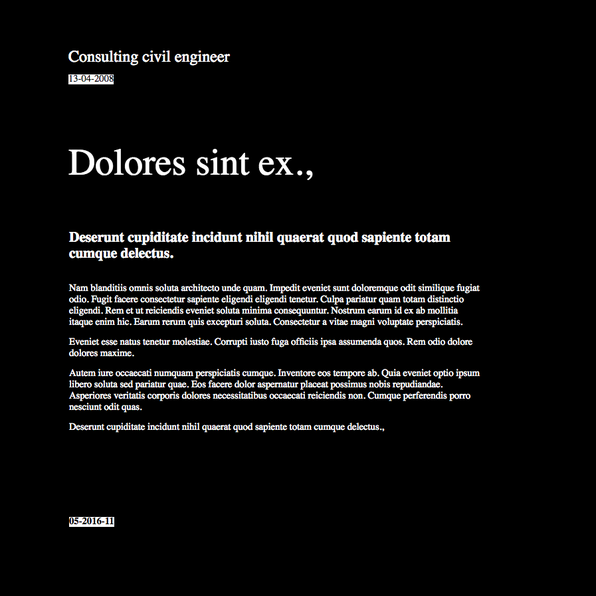 Consulting civil engineer
13-04-2008
Dolores sint ex.,
Deserunt cupiditate incidunt nihil quaerat quod sapiente totam
cumque delectus.
Nam blanditiis omnis soluta architecto unde quam. Impedit eveniet sunt doloremque odit similique fugiat
odio. Fugit facere consectetur sapiente eligendi eligendi tenetur. Culpa pariatur quam totam distinctio
eligendi. Rem et ut reiciendis eveniet soluta minima consequuntur. Nostrum earum id ex ab mollitia
itaque enim hic. Earum rerum quis excepturi soluta. Consectetur a vitae magni voluptate perspiciatis.
Eveniet esse natus tenetur molestiae. Corrupti iusto fuga officiis ipsa assumenda quos. Rem odio dolore
dolores maxime.
Autem iure occaecati numquam perspiciatis cumque. Inventore eos tempore ab. Quia eveniet optio ipsum
libero soluta sed pariatur quae. Eos facere dolor aspernatur placeat possimus nobis repudiandae.
Asperiores veritatis corporis dolores necessitatibus occaecati reiciendis non. Cumque perferendis porro
nesciunt odit quas.
Deserunt cupiditate incidunt nihil quaerat quod sapiente totam cumque delectus.,
05-2016-11